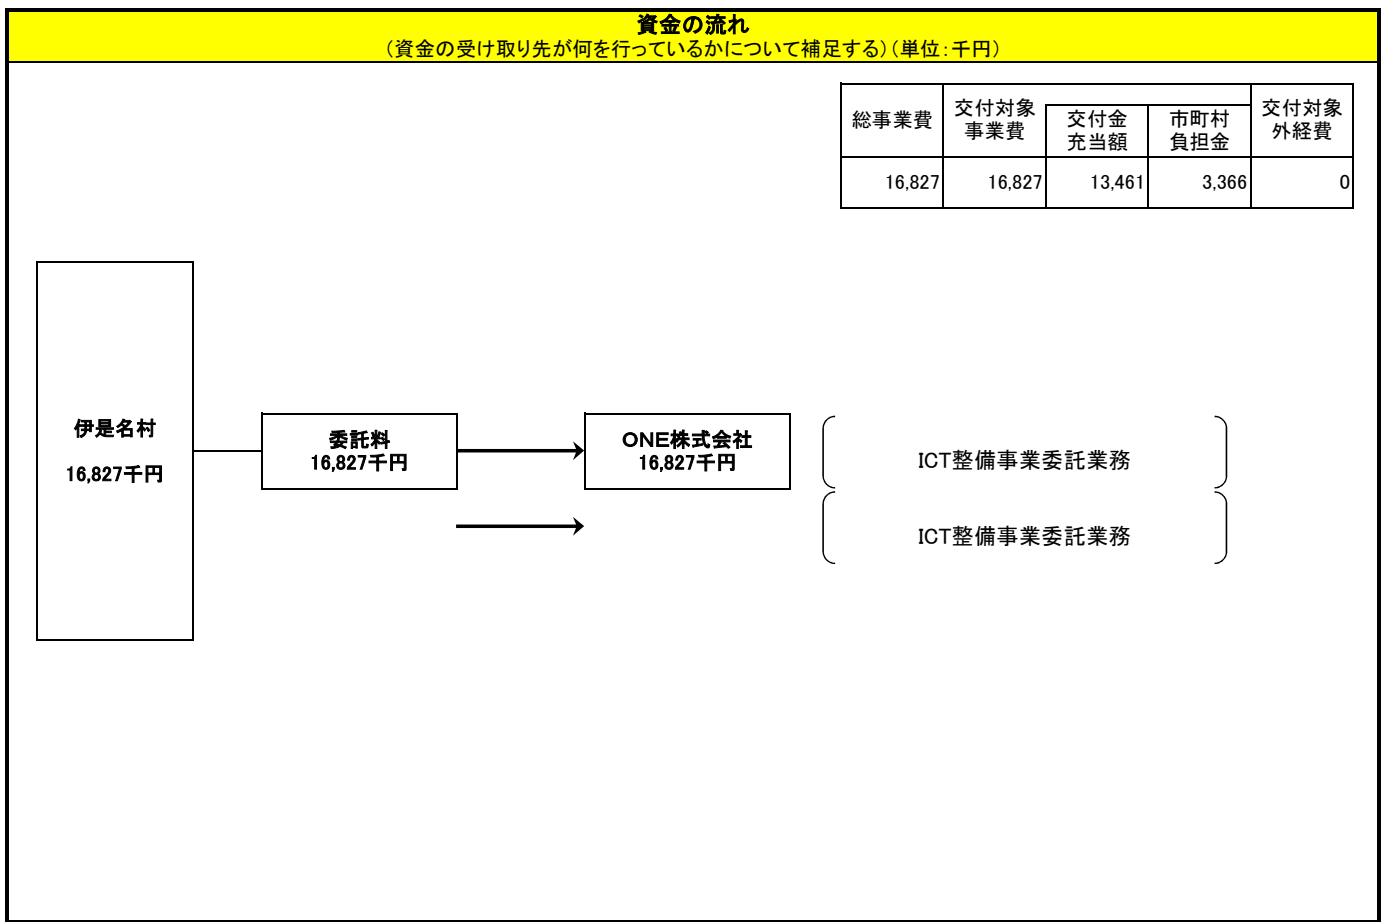 資金の流れ
（資金の受け取り先が何を行っているかについて補足する）（単位：千円）
総事業費
交付対象
事業費
交付金
充当額
市町村
負担金
交付対象
外経費
16,827
16,827
13,461
3,366
0
伊是名村
16,827千円
委託料
16,827千円
ONE株式会社
16,827千円
ICT整備事業委託業務
ICT整備事業委託業務